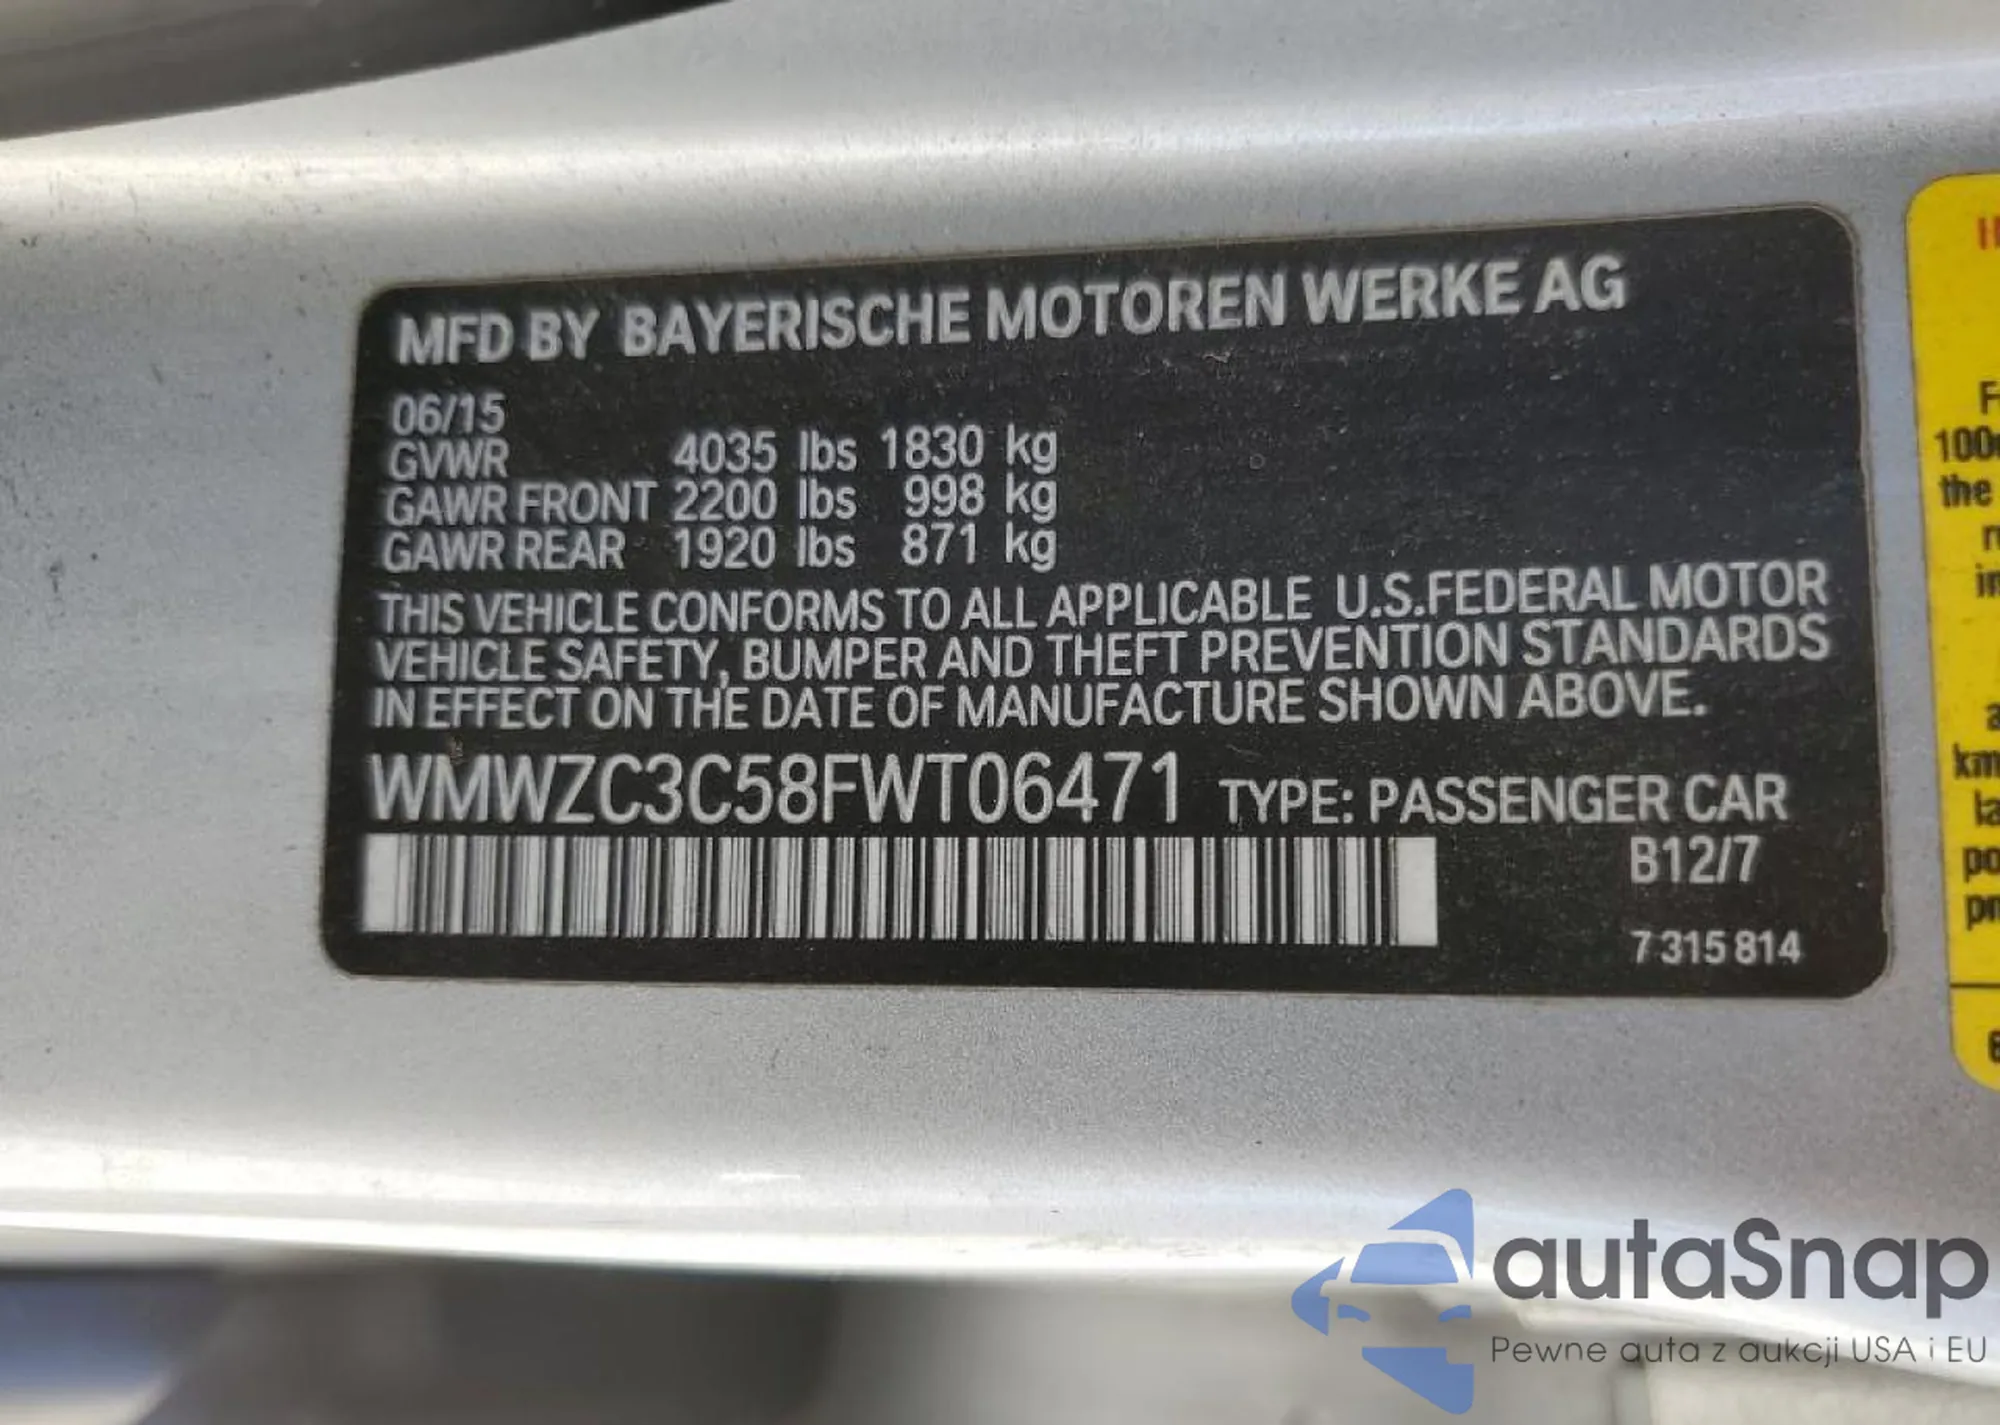 MFD BY BAYERISCHE MOTOREN WERKE AG
06/15
GVWR 4035 lbs 1830 kg
GAWR FRONT 2200 lbs 998 kg
GAWR REAR 1920 lbs 871 kg
THIS VEHICLE CONFORMS TO ALL APPLICABLE U.S.FEDERAL MOTOR
VEHICLE SAFETY, BUMPER AND THEFT PREVENTION STANDARDS
IN EFFECT ON THE DATE OF MANUFACTURE SHOWN ABOVE.
WMWZC3C58FWT06471 TYPE: PASSENGER CAR
B12/7
7 315 814
the
autaSnap
Pewne auta z aukcji USA i EU